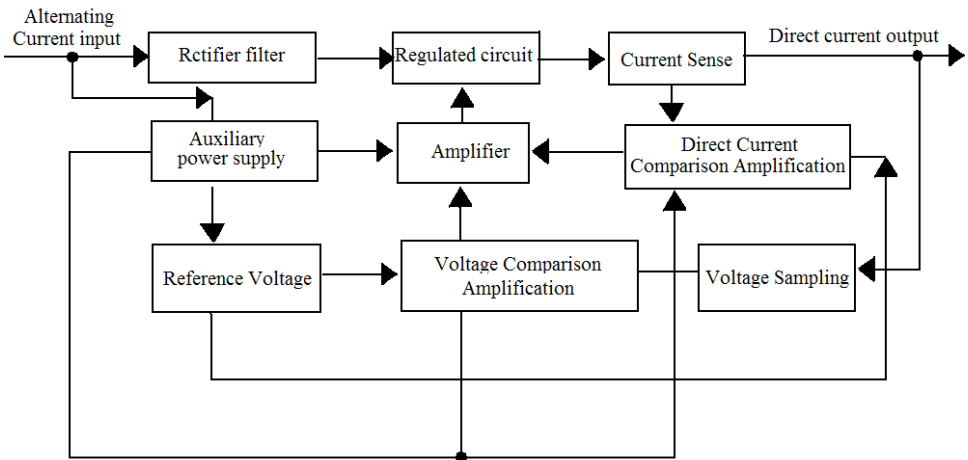 Alternating
Current input
Rctifier filter
Regulated circuit
Current Sense
Direct current output
Auxiliary
power supply
Amplifier
Direct Current
Comparison Amplification
Reference Voltage
Voltage Comparison
Amplification
Voltage Sampling